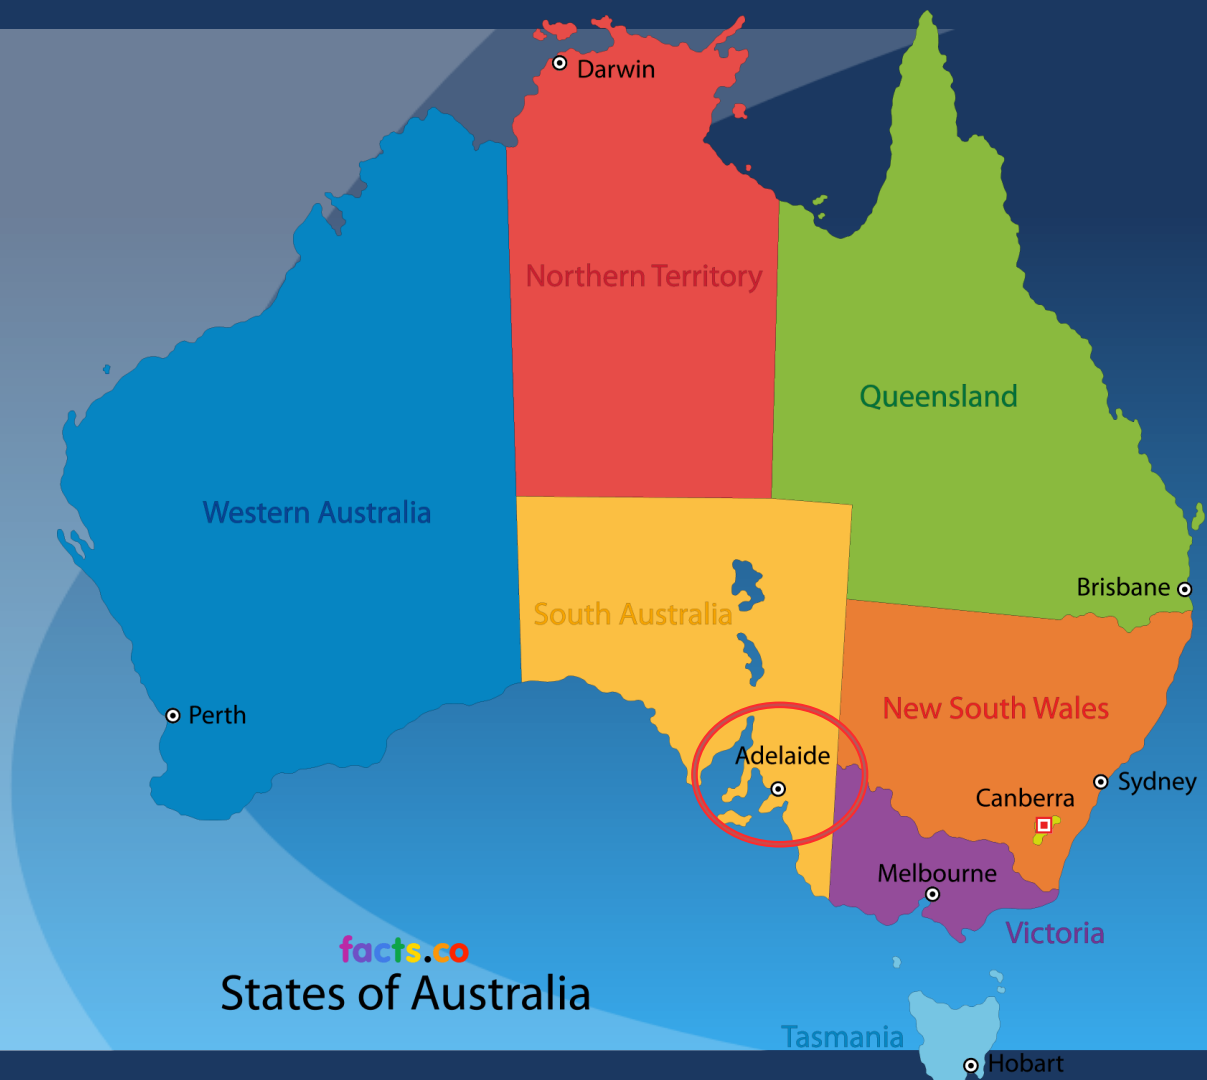 Darwin
Northern Territory
Queensland
Western Australia
Brisbane
South Australia
New South Wales
Perth
Adelaide
Sydney
Canberra
Melbourne
Victoria
facts.co
States of Australia
Tasmania
Hobart